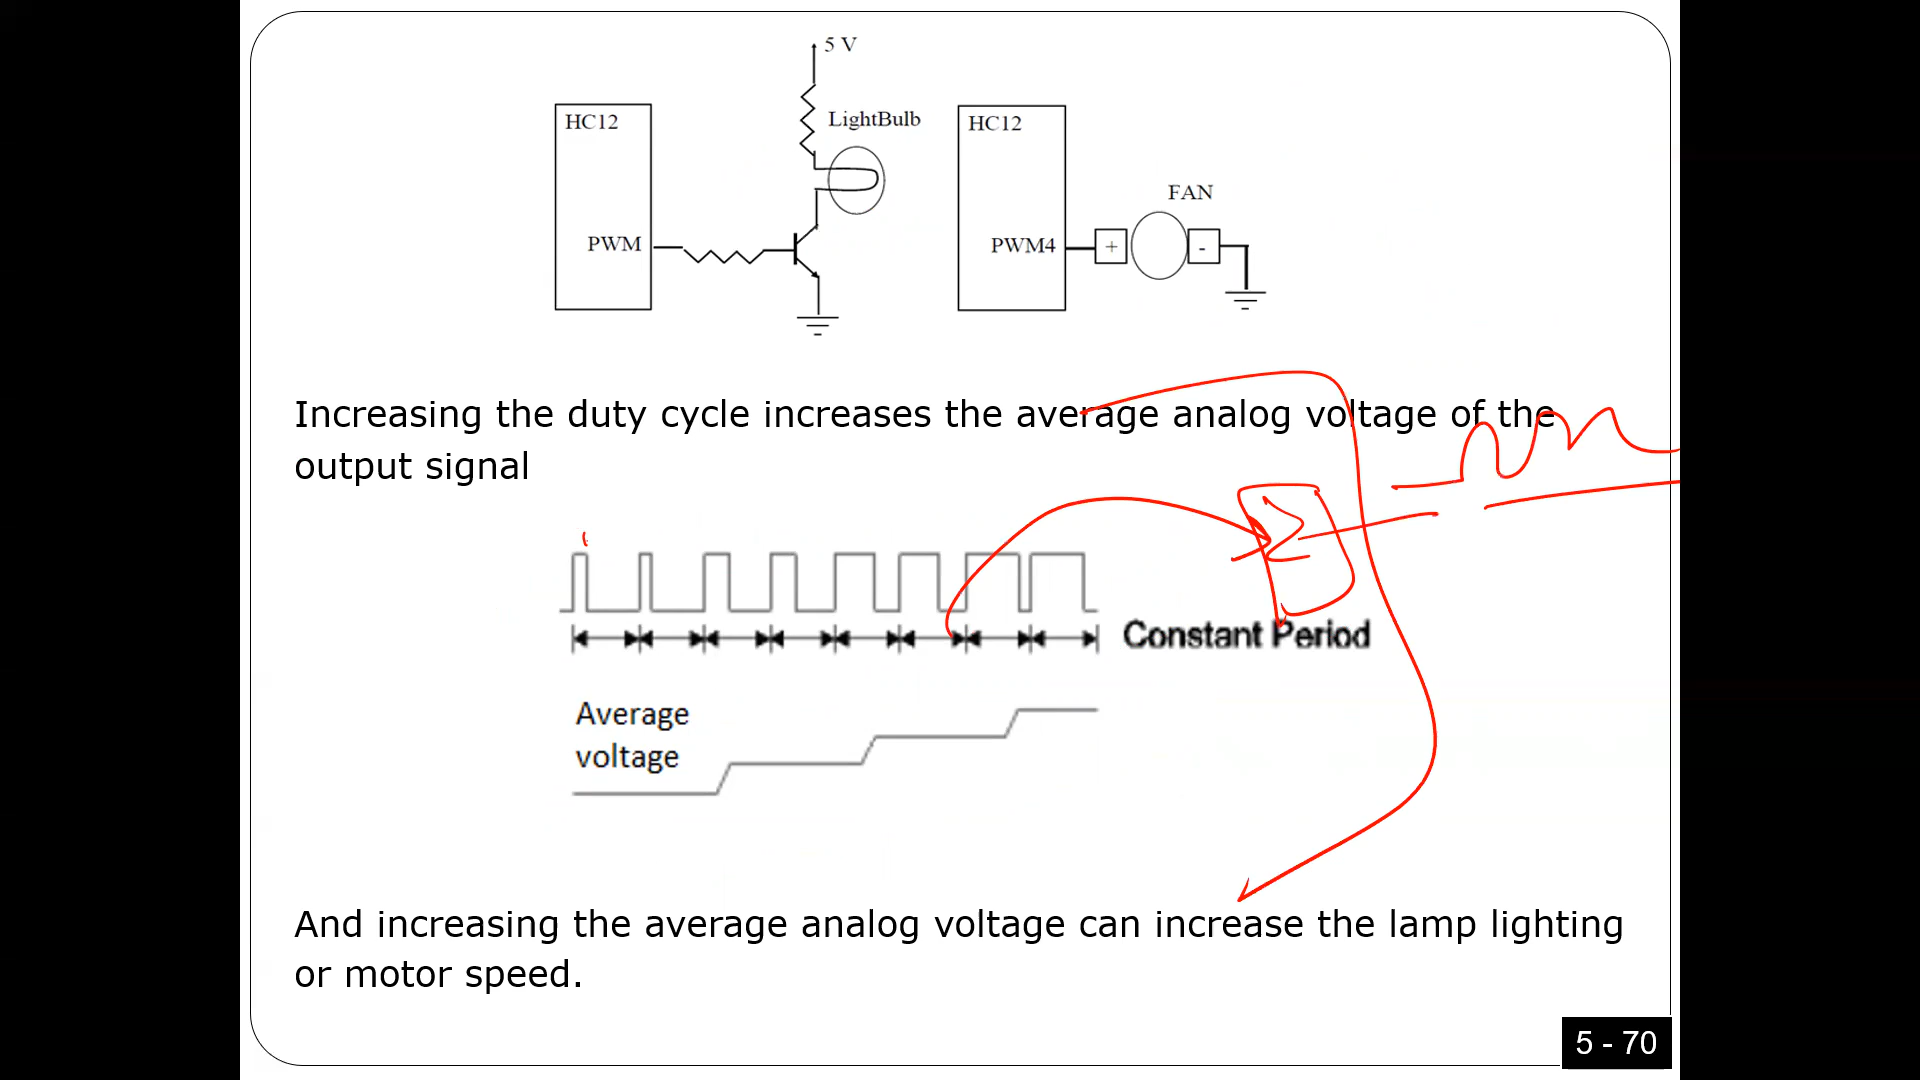 5 V
HC12
LightBulb
HC12
FAN
PWM
PWM4
+
-
Increasing the duty cycle increases the average analog voltage of the
output signal
Σ
Constant Period
Average
voltage
And increasing the average analog voltage can increase the lamp lighting
or motor speed.
5 - 70